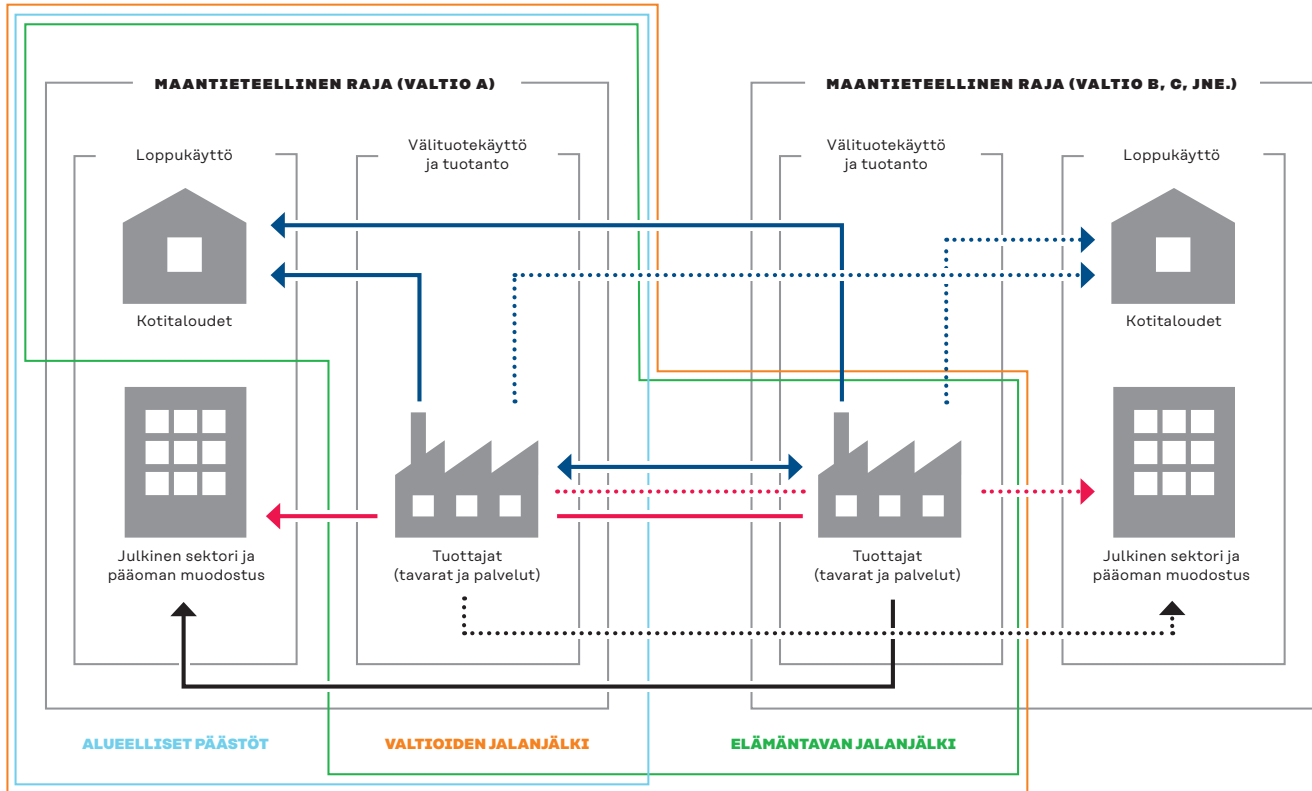 MAANTIETEELLINEN RAJA (VALTIO A)
Loppukäyttö
Välituotekäyttö
ja tuotanto
Kotitaloudet
Julkinen sektori ja
pääoman muodostus
Tuottajat
(tavarat ja palvelut)
MAANTIETEELLINEN RAJA (VALTIO B, C, JNE.)
Välituotekäyttö
ja tuotanto
Loppukäyttö
Kotitaloudet
Tuottajat
(tavarat ja palvelut)
Julkinen sektori ja
pääoman muodostus
ALUEELLISET PÄÄSTÖT
VALTIOIDEN JALANJÄLKI
ELÄMÄNTAVAN JALANJÄLKI